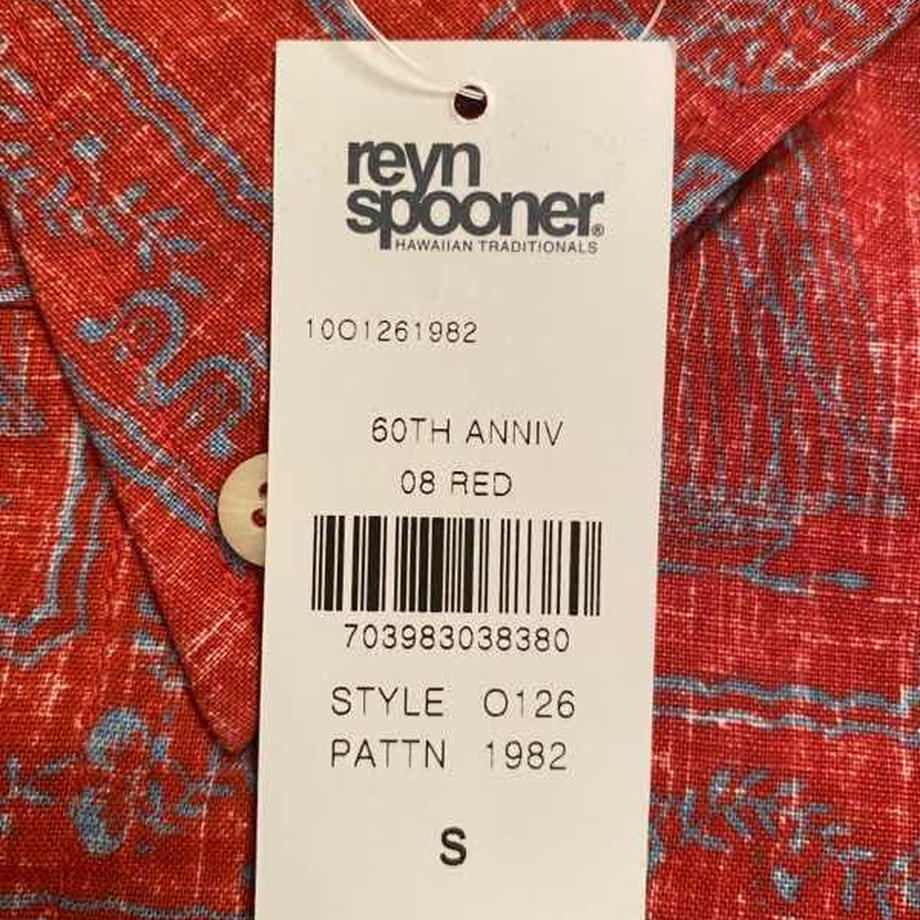 reyn
spooner®
HAWAIIAN TRADITIONALS
10O1261982
60TH ANNIV
08 RED
703983038380
STYLE O126
PATTN 1982
S